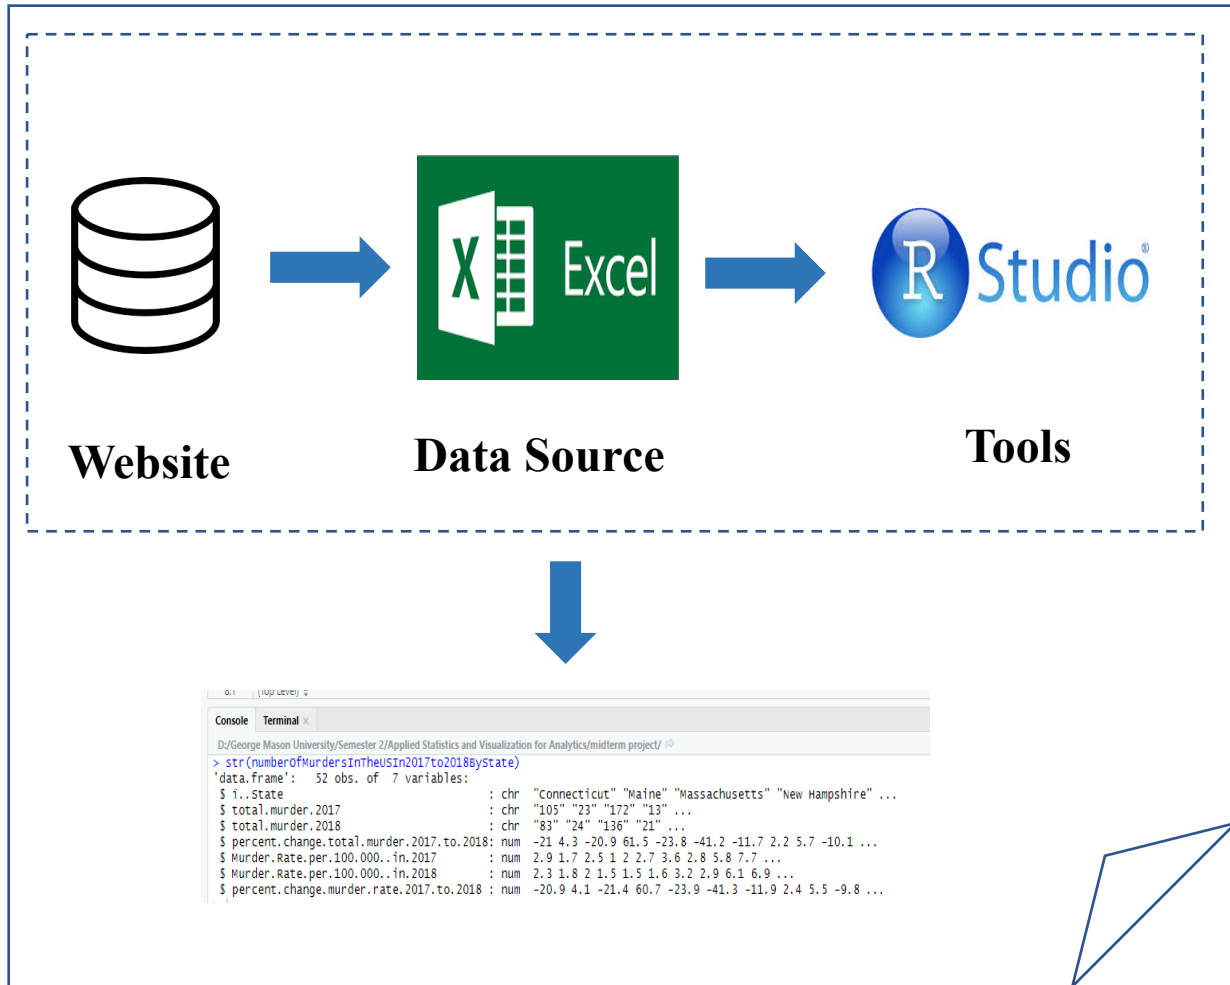 X Excel
R Studio®
Website
Data Source
Tools
(Top Level)
Console Terminal ×
D:/George Mason University/Semester 2/Applied Statistics and Visualization for Analytics/midterm project/
> str(numberOfMurdersInTheUSIn2017to2018ByState)
'data.frame': 52 obs. of 7 variables:
$ ï..State : chr "Connecticut" "Maine" "Massachusetts" "New Hampshire" ...
$ total.murder.2017 : chr "105" "23" "172" "13" ...
$ total.murder.2018 : chr "83" "24" "136" "21" ...
$ percent.change.total.murder.2017.to.2018: num -21 4.3 -20.9 61.5 -23.8 -41.2 -11.7 2.2 5.7 -10.1 ...
$ Murder.Rate.per.100.000..in.2017 : num 2.9 1.7 2.5 1 2 2.7 3.6 2.8 5.8 7.7 ...
$ Murder.Rate.per.100.000..in.2018 : num 2.3 1.8 2 1.5 1.5 1.6 3.2 2.9 6.1 6.9 ...
$ percent.change.murder.rate.2017.to.2018 : num -20.9 4.1 -21.4 60.7 -23.9 -41.3 -11.9 2.4 5.5 -9.8 ...